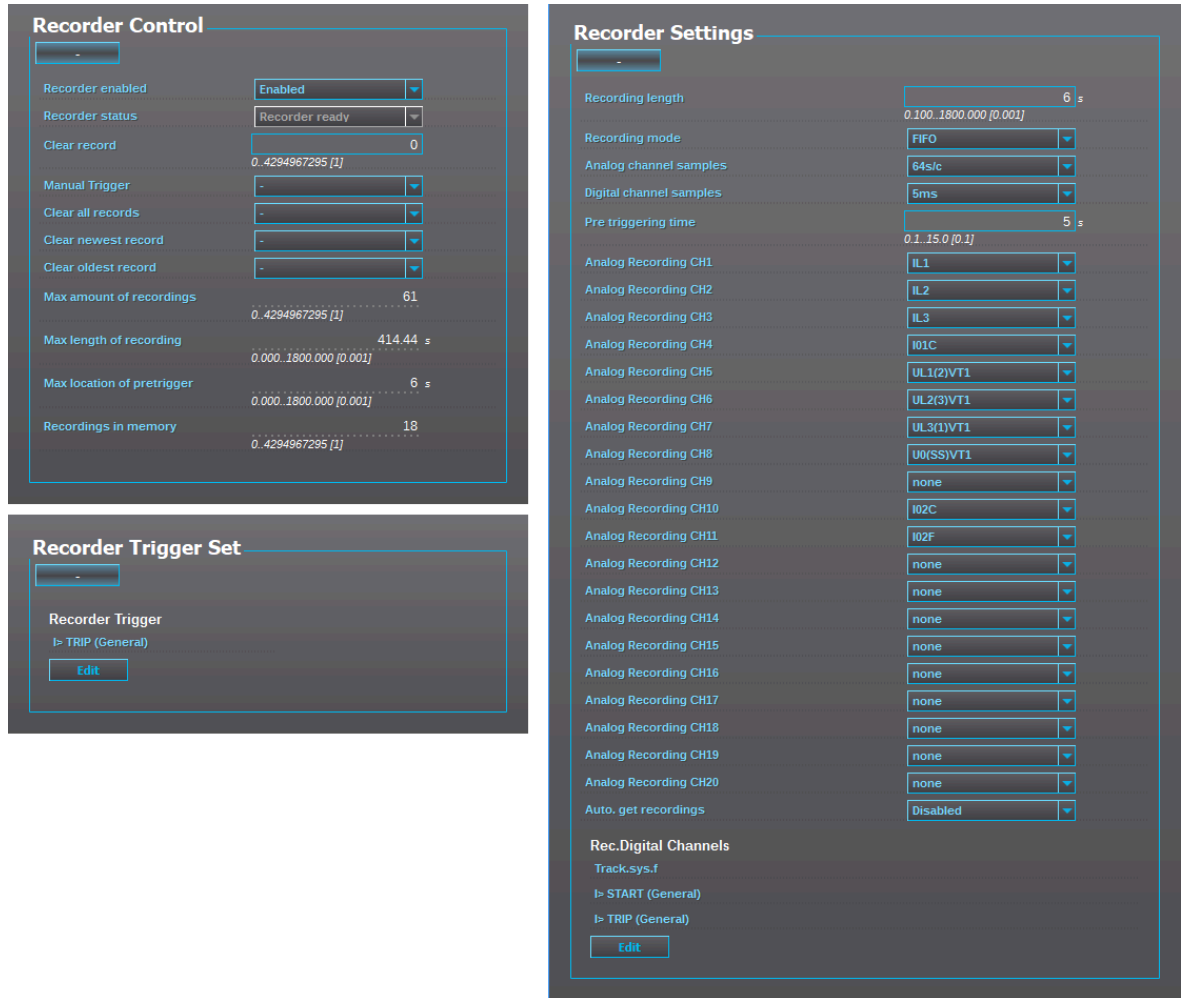 Recorder Control
-
Recorder enabled Enabled
Recorder status Recorder ready
Clear record 0
0..4294967295 [1]
Manual Trigger -
Clear all records -
Clear newest record -
Clear oldest record -
Max amount of recordings 61
0..4294967295 [1]
Max length of recording 414.44 s
0.000..1800.000 [0.001]
Max location of pretrigger 6 s
0.000..1800.000 [0.001]
Recordings in memory 18
0..4294967295 [1]
Recorder Trigger Set
-
Recorder Trigger
I> TRIP (General)
Edit
Recorder Settings
-
Recording length 6 s
0.100..1800.000 [0.001]
Recording mode FIFO
Analog channel samples 64s/c
Digital channel samples 5ms
Pre triggering time 5 s
0.1..15.0 [0.1]
Analog Recording CH1 IL1
Analog Recording CH2 IL2
Analog Recording CH3 IL3
Analog Recording CH4 I01C
Analog Recording CH5 UL1(2)VT1
Analog Recording CH6 UL2(3)VT1
Analog Recording CH7 UL3(1)VT1
Analog Recording CH8 U0(SS)VT1
Analog Recording CH9 none
Analog Recording CH10 I02C
Analog Recording CH11 I02F
Analog Recording CH12 none
Analog Recording CH13 none
Analog Recording CH14 none
Analog Recording CH15 none
Analog Recording CH16 none
Analog Recording CH17 none
Analog Recording CH18 none
Analog Recording CH19 none
Analog Recording CH20 none
Auto. get recordings Disabled
Rec.Digital Channels
Track.sys.f
I> START (General)
I> TRIP (General)
Edit